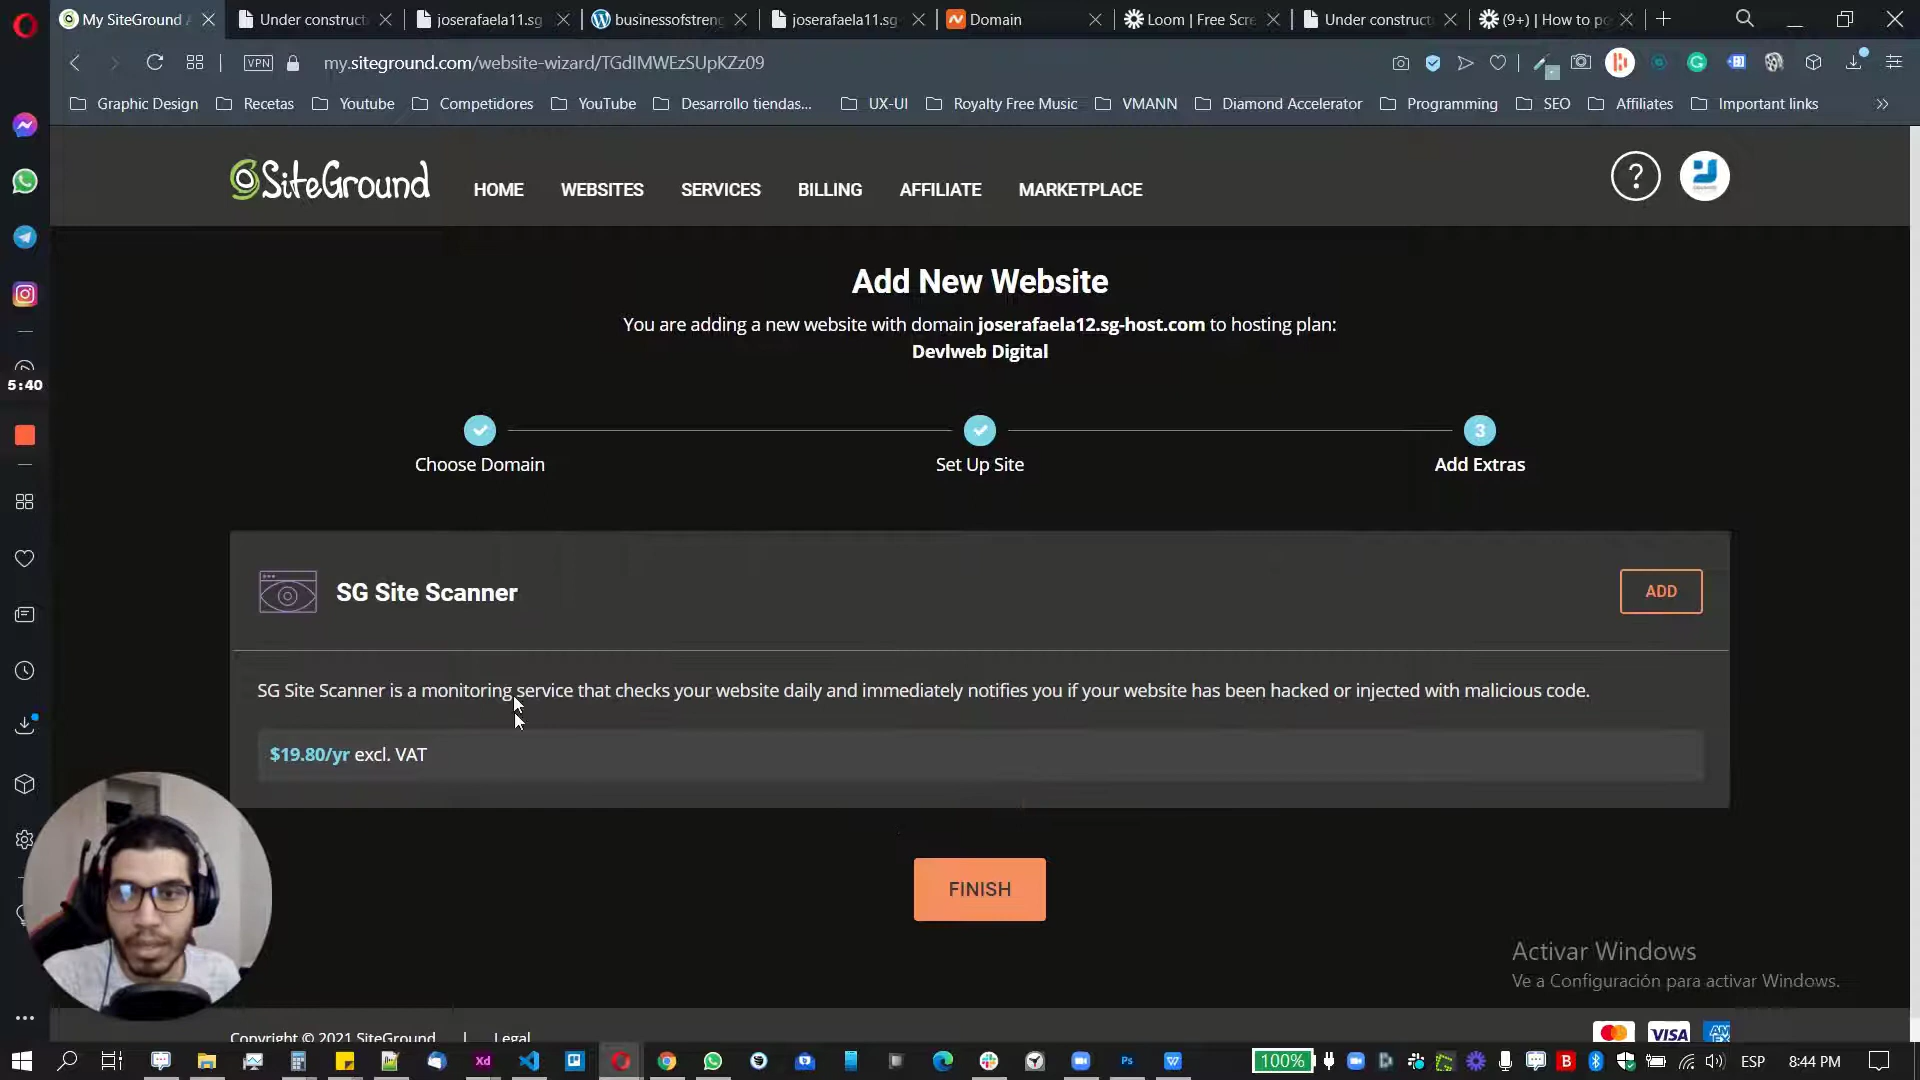 My SiteGround
Under construct
joserafaela11.sg
businessofstren
joserafaela11.sg
Domain
Loom | Free Scre
Under construct
(9+) | How to p
VPN
my.siteground.com/website-wizard/TGdIMWEzSUpKZz09
Graphic Design
Recetas
Youtube
Competidores
YouTube
Desarrollo tiendas...
UX-UI
Royalty Free Music
VMANN
Diamond Accelerator
Programming
SEO
Affiliates
Important links
SiteGround
HOME
WEBSITES
SERVICES
BILLING
AFFILIATE
MARKETPLACE
?
Add New Website
You are adding a new website with domain joserafaela12.sg-host.com to hosting plan:
Devlweb Digital
5:40
3
Choose Domain
Set Up Site
Add Extras
SG Site Scanner
ADD
SG Site Scanner is a monitoring service that checks your website daily and immediately notifies you if your website has been hacked or injected with malicious code.
$19.80/yr excl. VAT
FINISH
Activar Windows
Ve a Configuración para activar Windows.
Copyright © 2021 SiteGround | Legal
VISA
AM
Xd
Ps
100%
B
ESP
8:44 PM